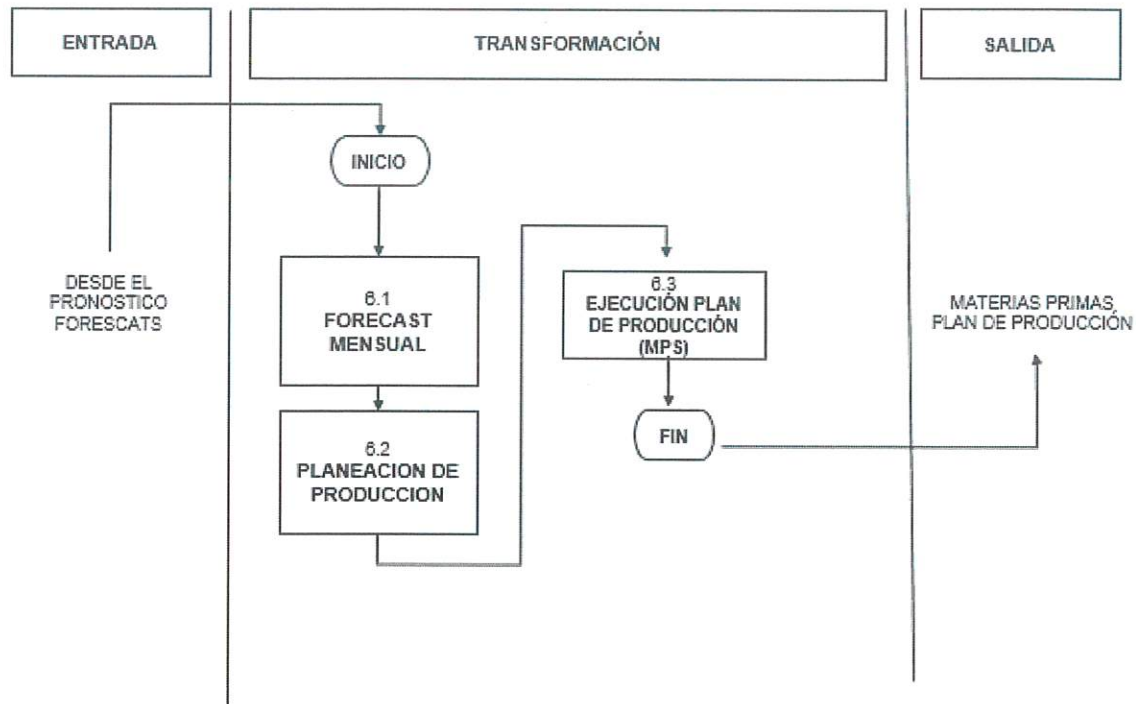 ENTRADA
TRANSFORMACIÓN
SALIDA
INICIO
DESDE EL
PRONOSTICO
FORESCATS
6.1
FORECAST
MENSUAL
6.2
PLANEACION DE
PRODUCCION
6.3
EJECUCIÓN PLAN
DE PRODUCCIÓN
(MPS)
FIN
MATERIAS PRIMAS
PLAN DE PRODUCCIÓN